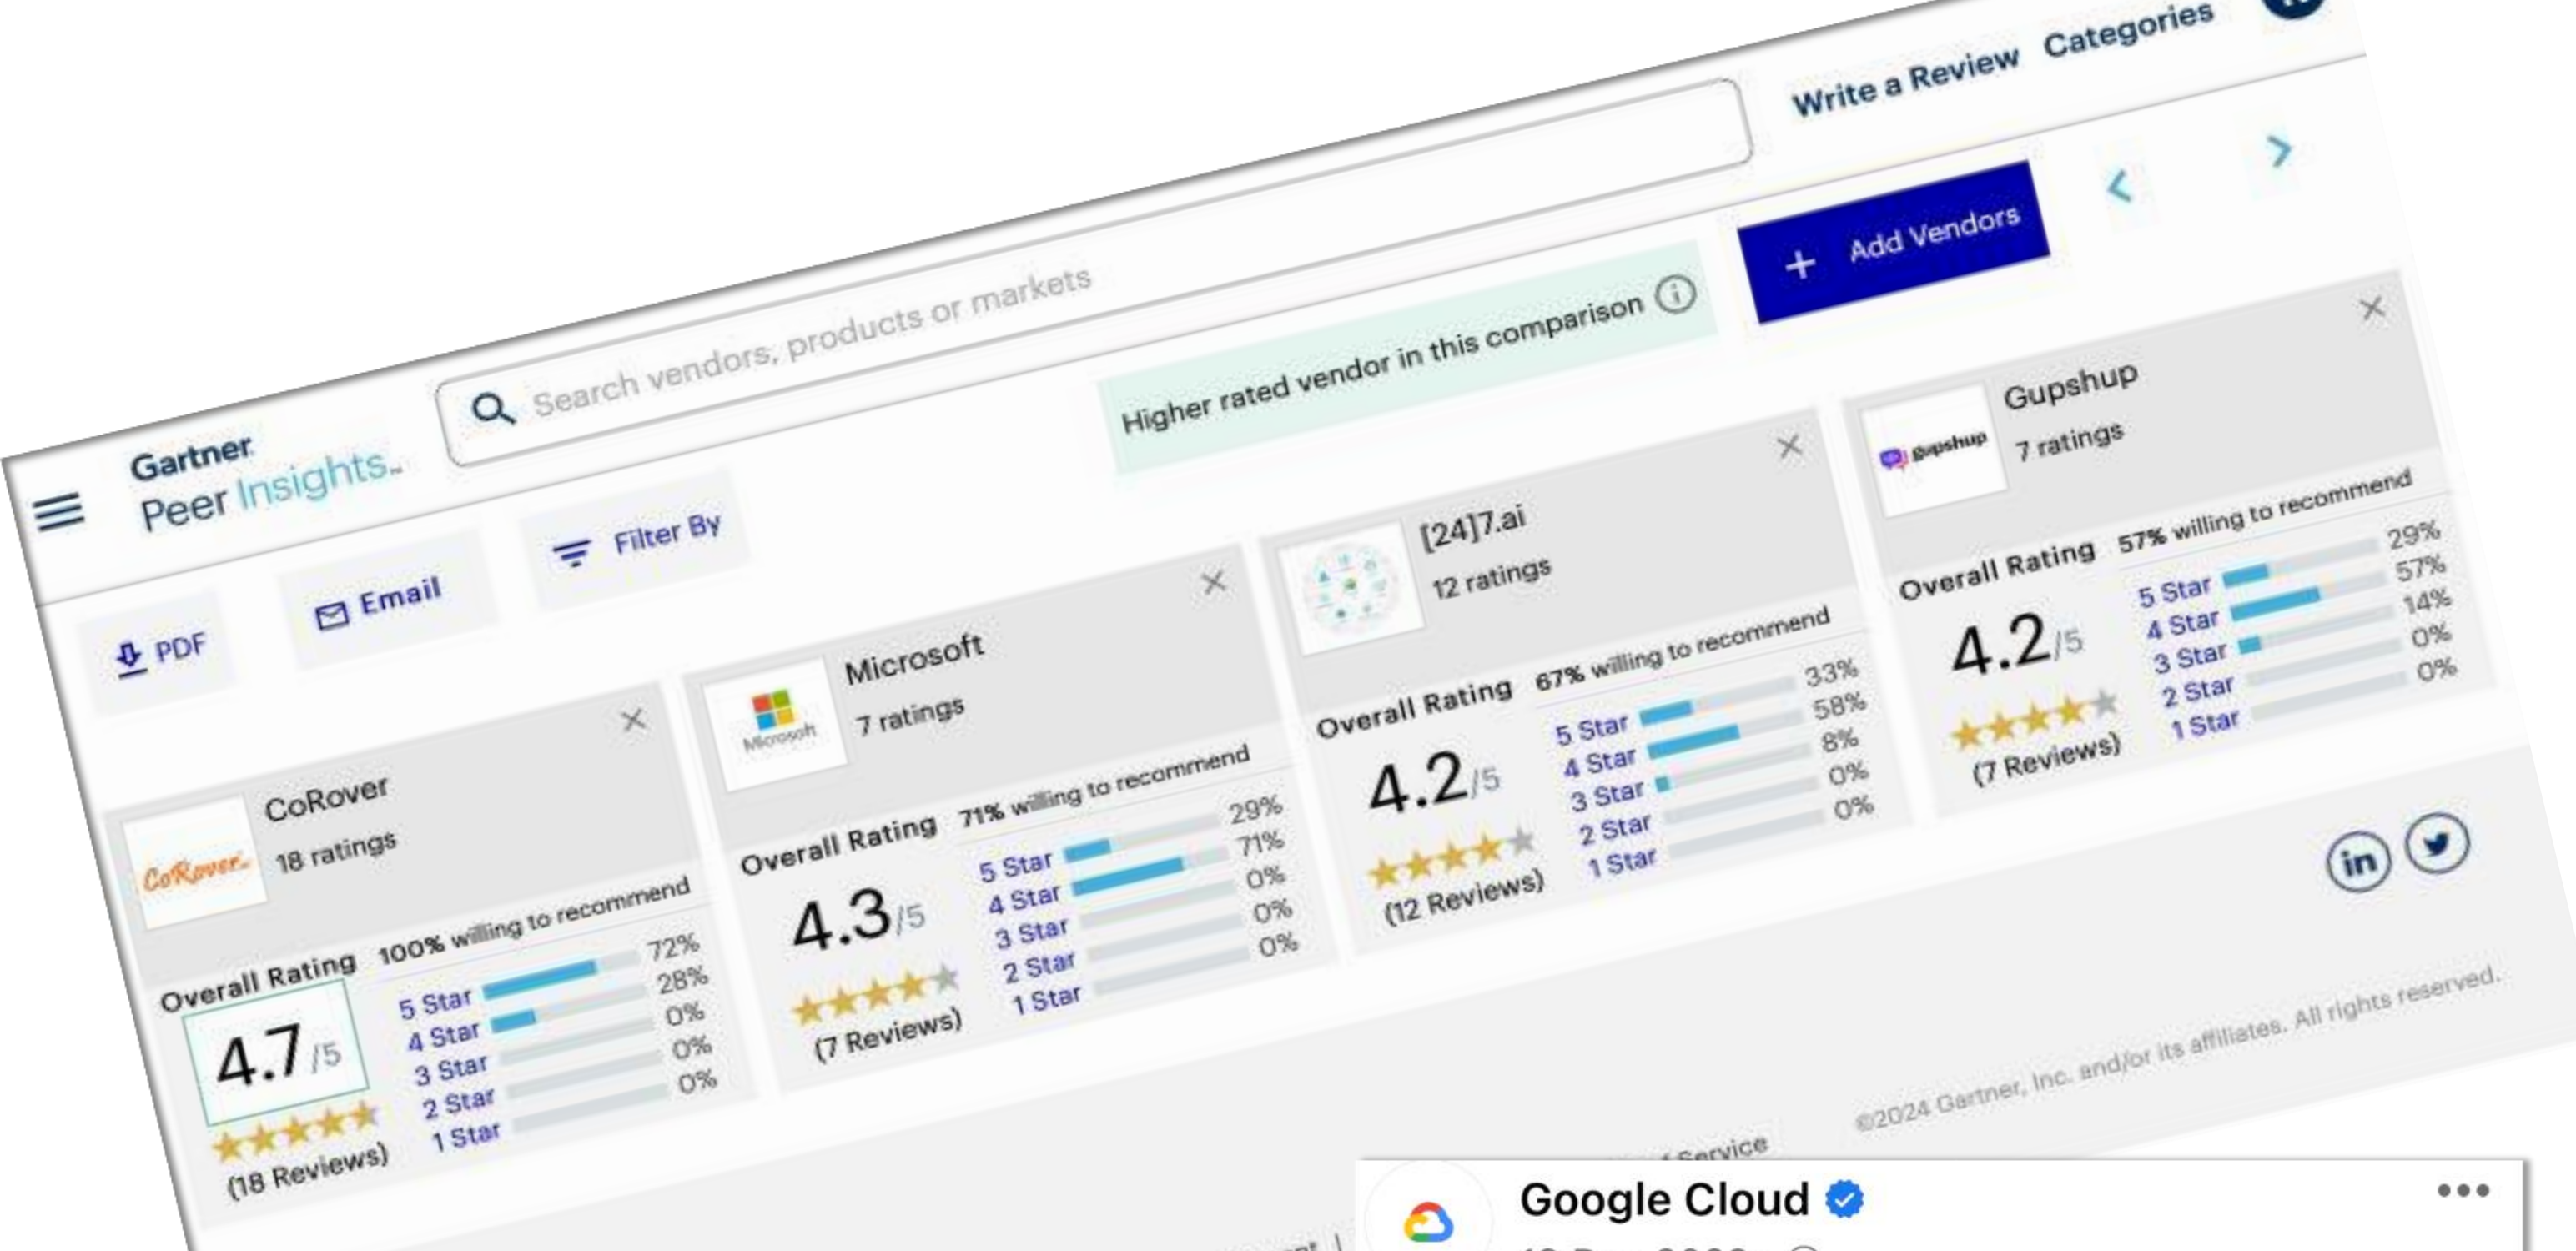 Write a Review Categories
Gartner
Peer Insights™
Search vendors, products or markets
PDF
Email
Filter By
Higher rated vendor in this comparison
+ Add Vendors
CoRover
CoRover
18 ratings
Overall Rating 100% willing to recommend
4.7/5
5 Star 72%
4 Star 28%
3 Star 0%
2 Star 0%
1 Star 0%
(18 Reviews)
Microsoft
Microsoft
7 ratings
Overall Rating 71% willing to recommend
4.3/5
5 Star 29%
4 Star 71%
3 Star 0%
2 Star 0%
1 Star 0%
(7 Reviews)
[24]7.ai
12 ratings
Overall Rating 67% willing to recommend
4.2/5
5 Star 33%
4 Star 58%
3 Star 8%
2 Star 0%
1 Star 0%
(12 Reviews)
gupshup
Gupshup
7 ratings
Overall Rating 57% willing to recommend
4.2/5
5 Star 29%
4 Star 57%
3 Star 14%
2 Star 0%
1 Star 0%
(7 Reviews)
in
Service
©2024 Gartner, Inc. and/or its affiliates. All rights reserved.
Google Cloud